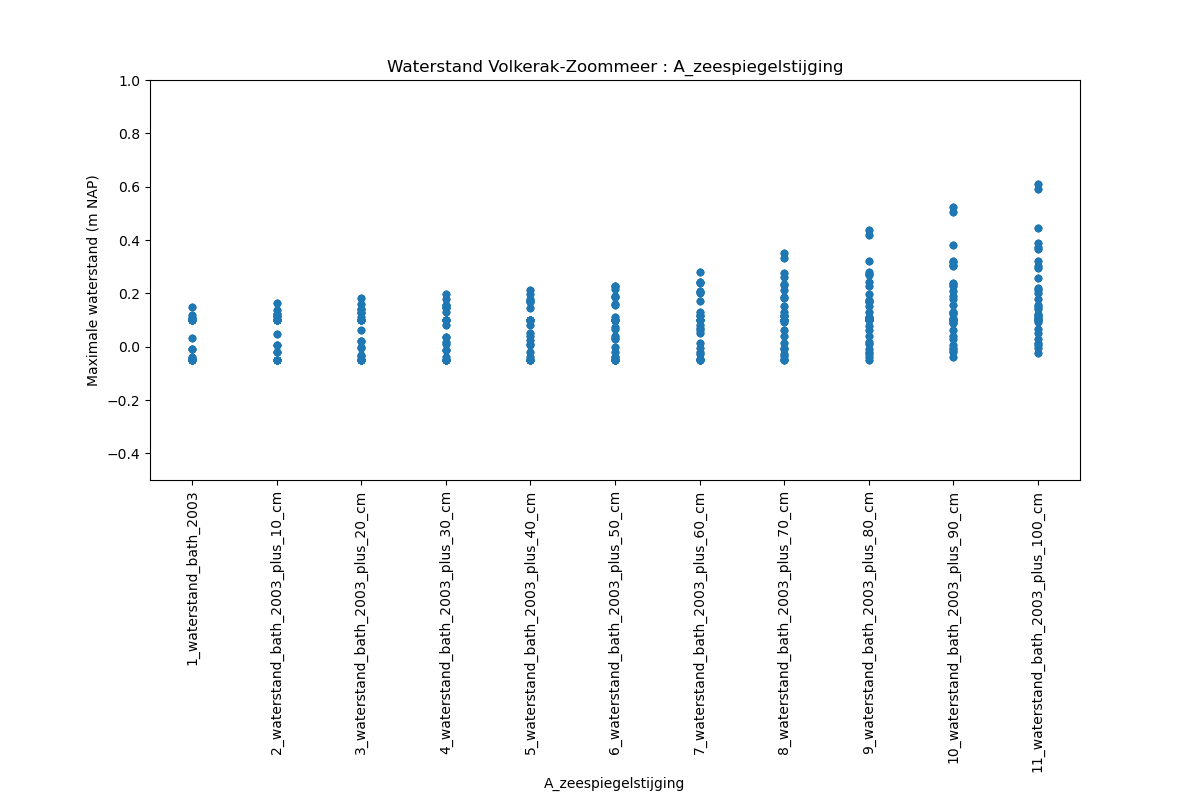 Waterstand Volkerak-Zoommeer : A_zeespiegelstijging
Maximale waterstand (m NAP)
1.0
0.8
0.6
0.4
0.2
0.0
−0.2
−0.4
1_waterstand_bath_2003
2_waterstand_bath_2003_plus_10_cm
3_waterstand_bath_2003_plus_20_cm
4_waterstand_bath_2003_plus_30_cm
5_waterstand_bath_2003_plus_40_cm
6_waterstand_bath_2003_plus_50_cm
7_waterstand_bath_2003_plus_60_cm
8_waterstand_bath_2003_plus_70_cm
9_waterstand_bath_2003_plus_80_cm
10_waterstand_bath_2003_plus_90_cm
11_waterstand_bath_2003_plus_100_cm
A_zeespiegelstijging